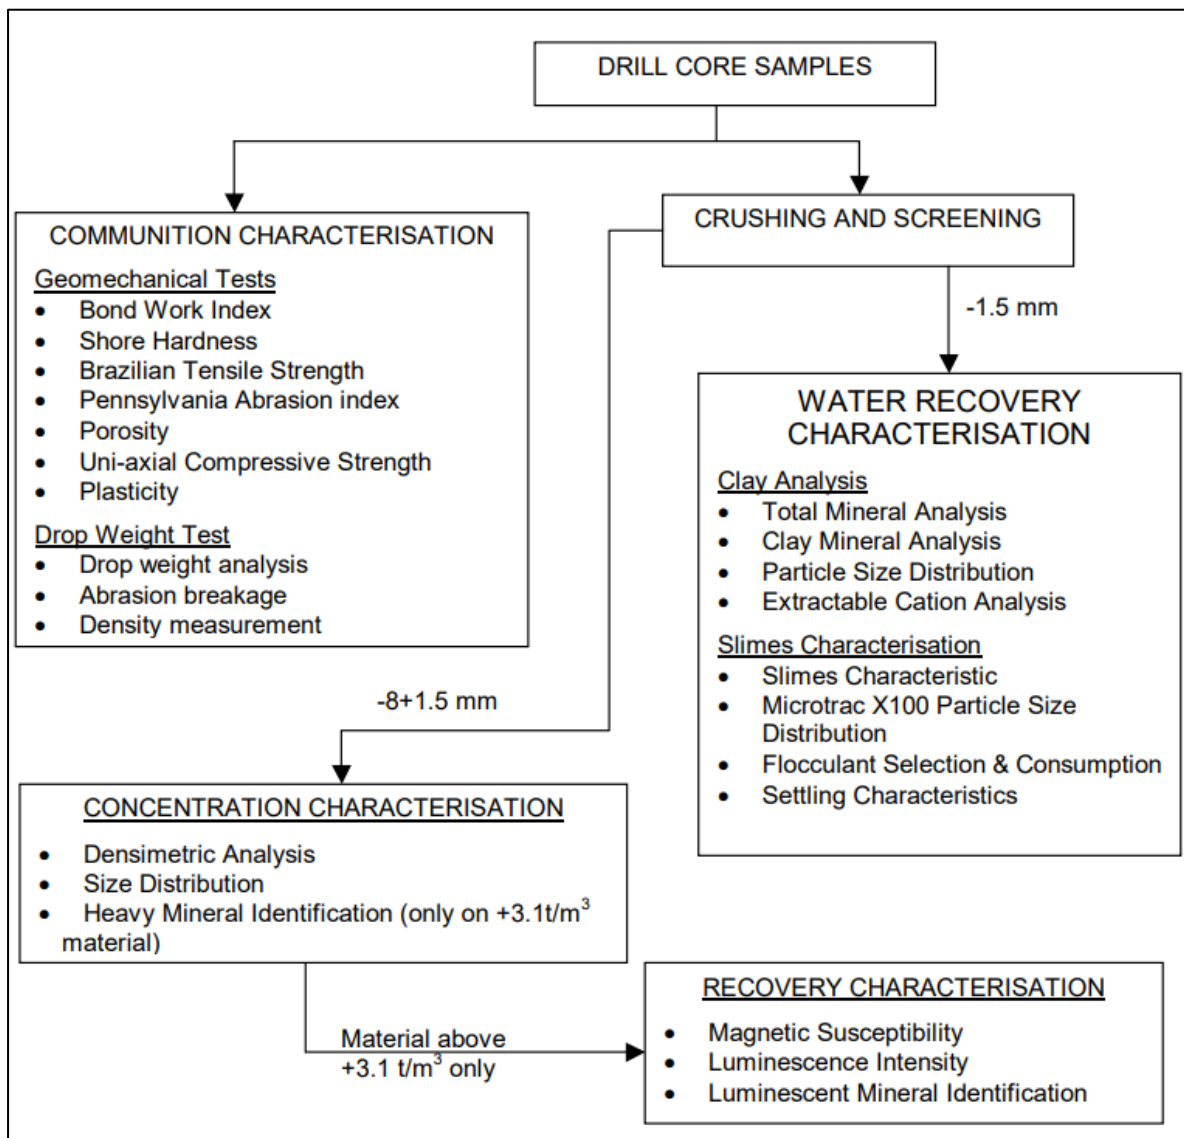 DRILL CORE SAMPLES
COMMUNITION CHARACTERISATION
Geomechanical Tests
• Bond Work Index
• Shore Hardness
• Brazilian Tensile Strength
• Pennsylvania Abrasion index
• Porosity
• Uni-axial Compressive Strength
• Plasticity
Drop Weight Test
• Drop weight analysis
• Abrasion breakage
• Density measurement
CRUSHING AND SCREENING
-1.5 mm
WATER RECOVERY
CHARACTERISATION
Clay Analysis
• Total Mineral Analysis
• Clay Mineral Analysis
• Particle Size Distribution
• Extractable Cation Analysis
Slimes Characterisation
• Slimes Characteristic
• Microtrac X100 Particle Size
Distribution
• Flocculant Selection & Consumption
• Settling Characteristics
-8+1.5 mm
CONCENTRATION CHARACTERISATION
• Densimetric Analysis
• Size Distribution
• Heavy Mineral Identification (only on +3.1t/m³
material)
Material above
+3.1 t/m³ only
RECOVERY CHARACTERISATION
• Magnetic Susceptibility
• Luminescence Intensity
• Luminescent Mineral Identification